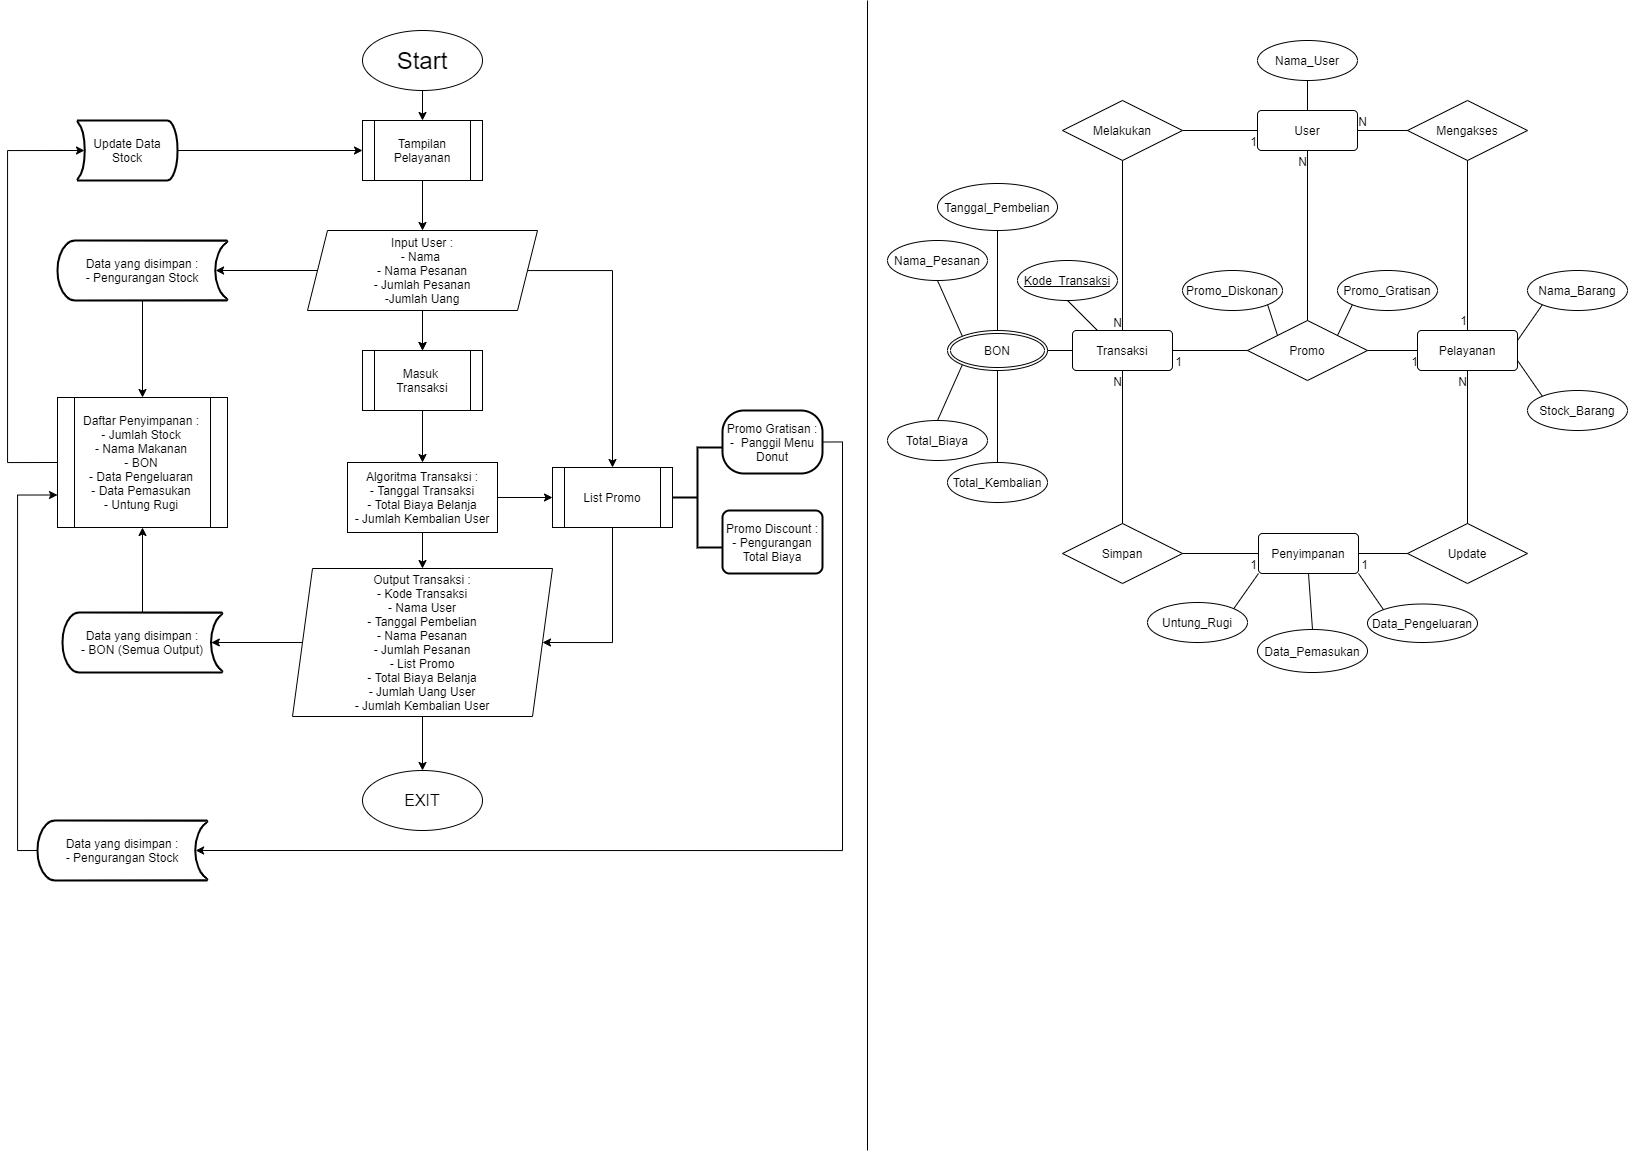 Start
Update Data
Stock
Tampilan
Pelayanan
Input User :
- Nama
- Nama Pesanan
- Jumlah Pesanan
-Jumlah Uang
Data yang disimpan :
- Pengurangan Stock
Masuk
Transaksi
Daftar Penyimpanan :
- Jumlah Stock
- Nama Makanan
- BON
- Data Pengeluaran
- Data Pemasukan
- Untung Rugi
Algoritma Transaksi :
- Tanggal Transaksi
- Total Biaya Belanja
- Jumlah Kembalian User
List Promo
Promo Gratisan :
- Panggil Menu
Donut
Promo Discount :
- Pengurangan
Total Biaya
Output Transaksi :
- Kode Transaksi
- Nama User
- Tanggal Pembelian
- Nama Pesanan
- Jumlah Pesanan
- List Promo
- Total Biaya Belanja
- Jumlah Uang User
- Jumlah Kembalian User
Data yang disimpan :
- BON (Semua Output)
EXIT
Data yang disimpan :
- Pengurangan Stock
Nama_User
Melakukan
1
User
N
N
Mengakses
Tanggal_Pembelian
Nama_Pesanan
Kode_Transaksi
Promo_Diskonan
Promo_Gratisan
Nama_Barang
N
1
BON
Transaksi
1
Promo
1
Pelayanan
N
N
Stock_Barang
Total_Biaya
Total_Kembalian
Simpan
1
Penyimpanan
1
Update
Untung_Rugi
Data_Pemasukan
Data_Pengeluaran